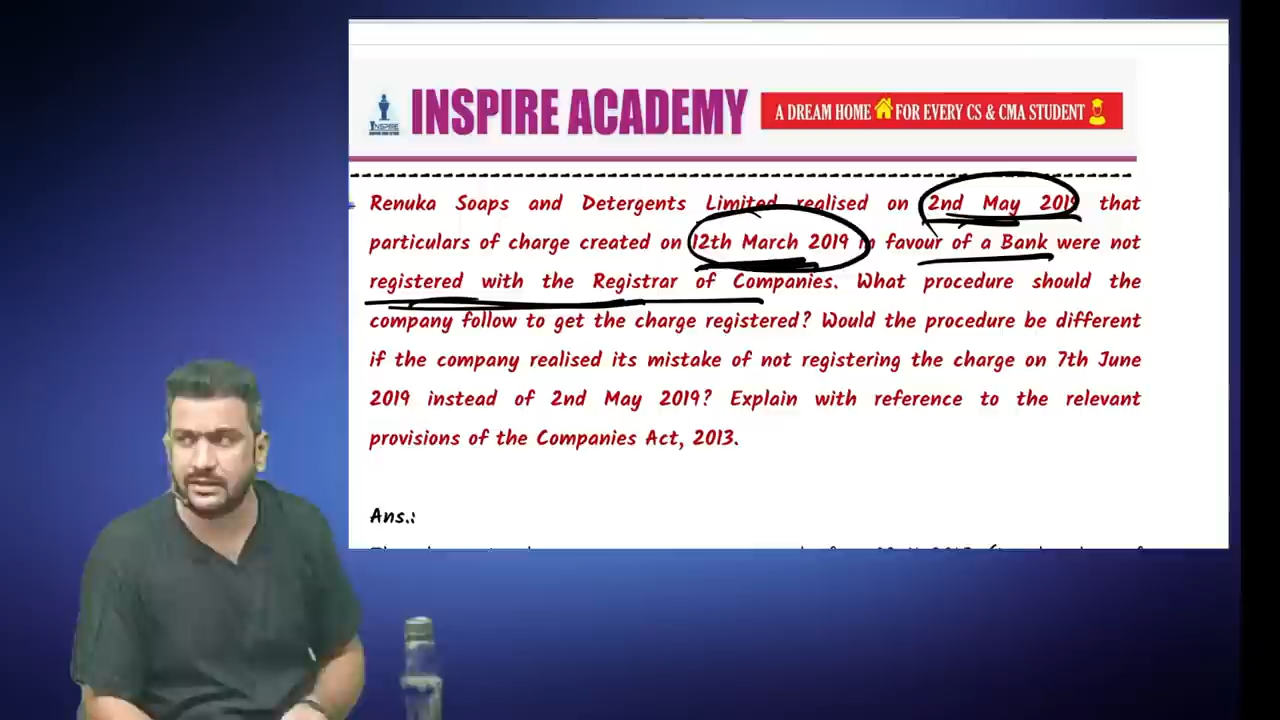 INSPIRE ACADEMY
A DREAM HOME FOR EVERY CS & CMA STUDENT
INSPIRE
Renuka Soaps and Detergents Limited realised on 2nd May 2019 that
particulars of charge created on 12th March 2019 in favour of a Bank were not
registered with the Registrar of Companies. What procedure should the
company follow to get the charge registered? Would the procedure be different
if the company realised its mistake of not registering the charge on 7th June
2019 instead of 2nd May 2019? Explain with reference to the relevant
provisions of the Companies Act, 2013.
Ans.: